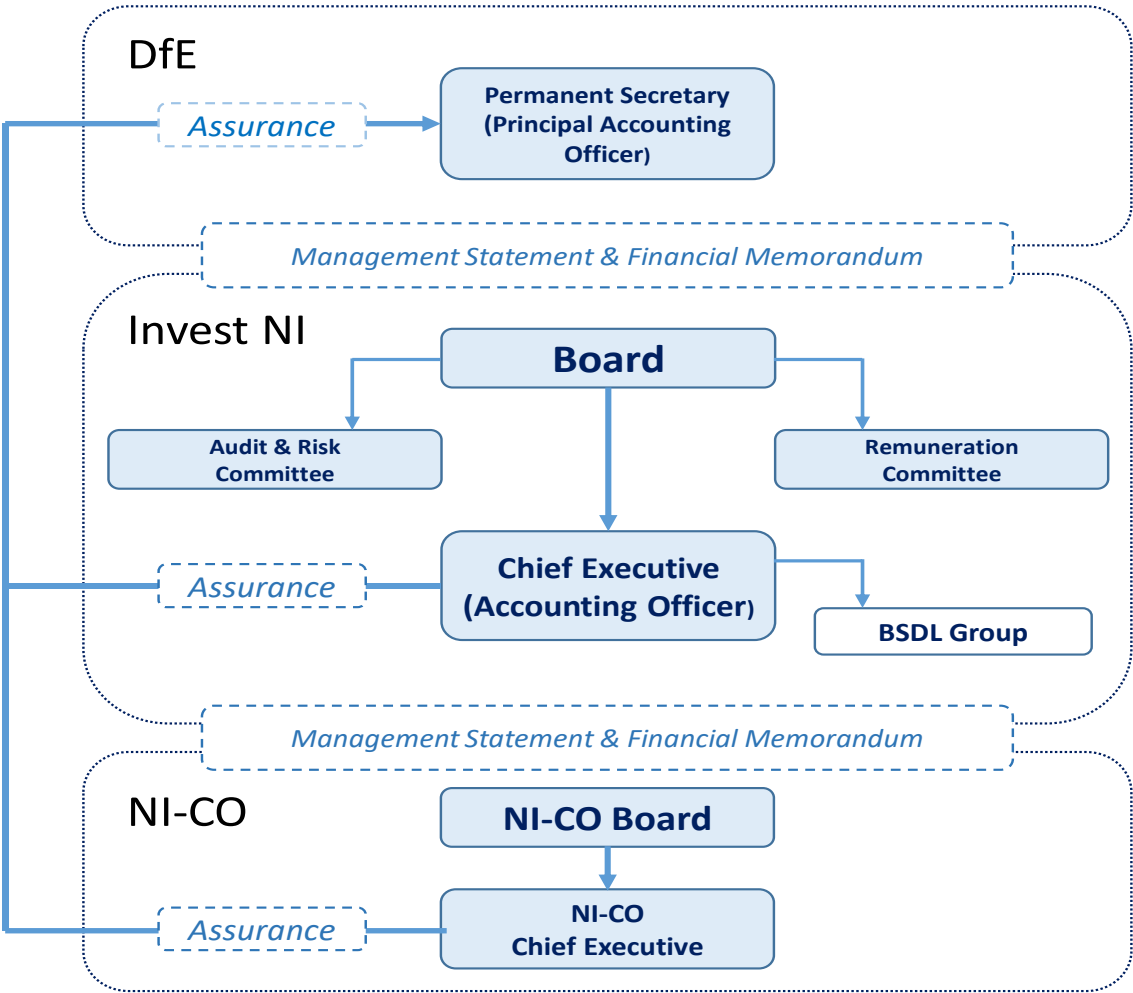 DfE
Permanent Secretary
(Principal Accounting
Officer)
Assurance
Management Statement & Financial Memorandum
Invest NI
Board
Audit & Risk
Committee
Remuneration
Committee
Chief Executive
(Accounting Officer)
Assurance
BSDL Group
Management Statement & Financial Memorandum
NI-CO
NI-CO Board
NI-CO
Chief Executive
Assurance